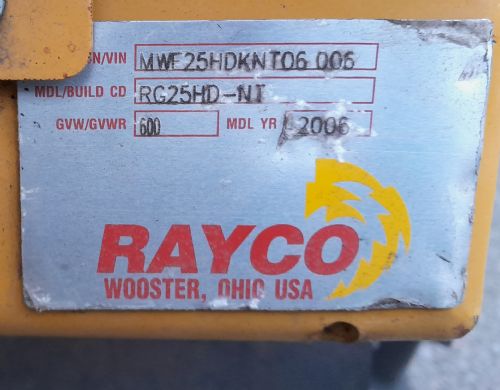 SN/VIN MWF25HDKNT06 006
MDL/BUILD CD RG25HD-NT
GVW/GVWR 600 MDL YR 2006
RAYCO
WOOSTER, OHIO USA